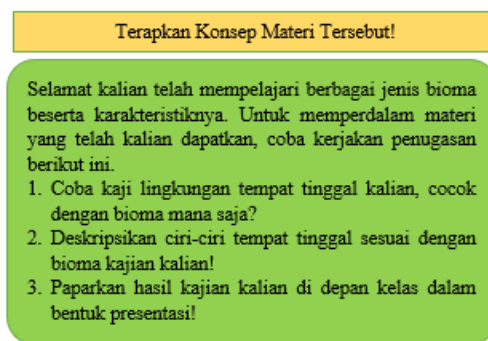 Terapkan Konsep Materi Tersebut!
Selamat kalian telah mempelajari berbagai jenis bioma
beserta karakteristiknya. Untuk memperdalam materi
yang telah kalian dapatkan, coba kerjakan penugasan
berikut ini.
1. Coba kaji lingkungan tempat tinggal kalian, cocok
dengan bioma mana saja?
2. Deskripsikan ciri-ciri tempat tinggal sesuai dengan
bioma kajian kalian!
3. Paparkan hasil kajian kalian di depan kelas dalam
bentuk presentasi!